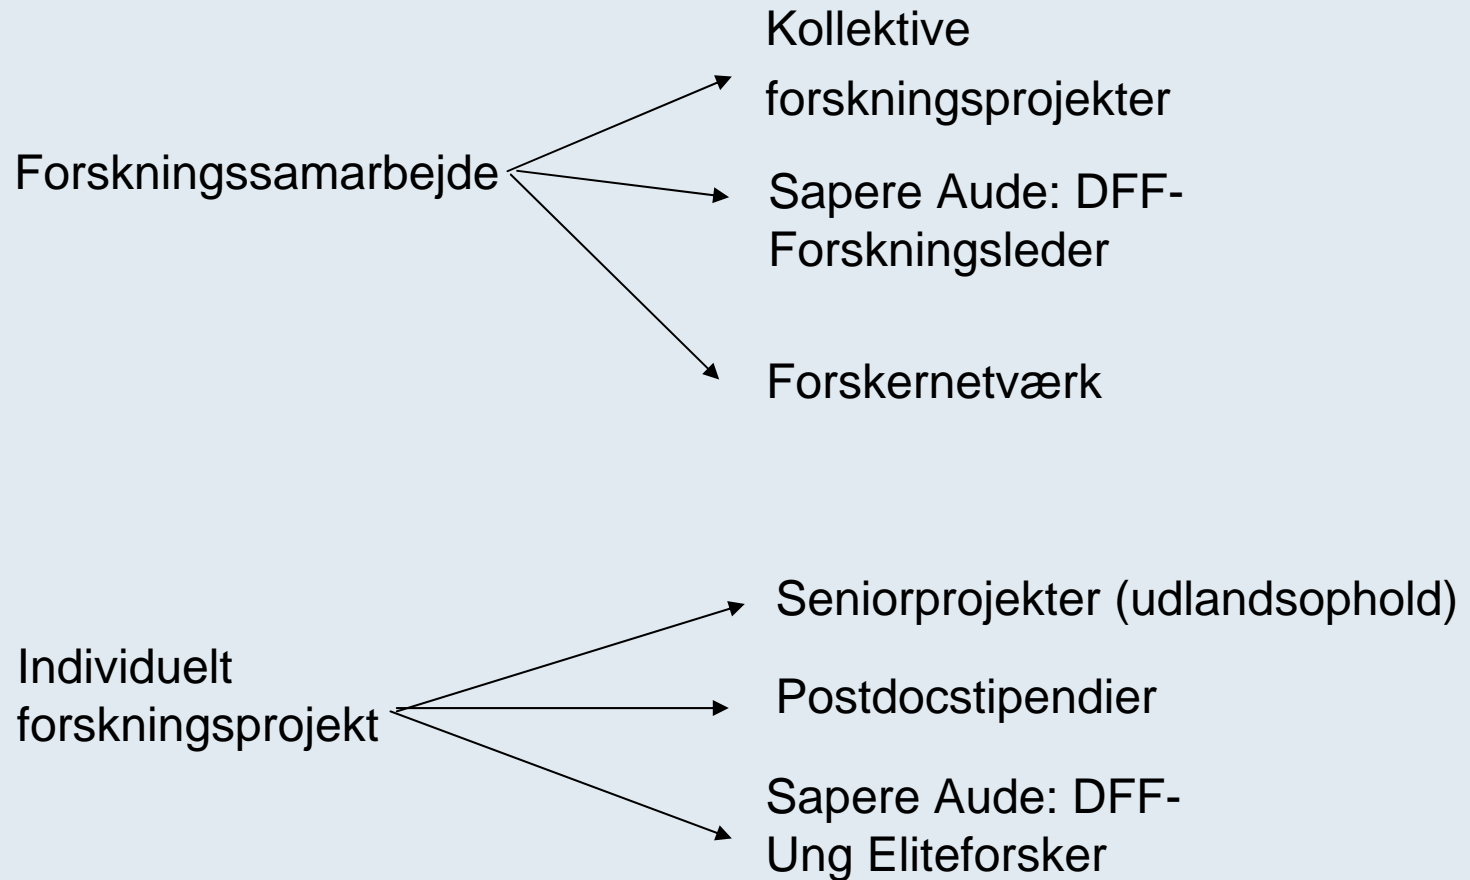 Forskningssamarbejde
Kollektive
forskningsprojekter
Sapere Aude: DFF-
Forskningsleder
Forskernetværk
Individuelt
forskningsprojekt
Seniorprojekter (udlandsophold)
Postdocstipendier
Sapere Aude: DFF-
Ung Eliteforsker